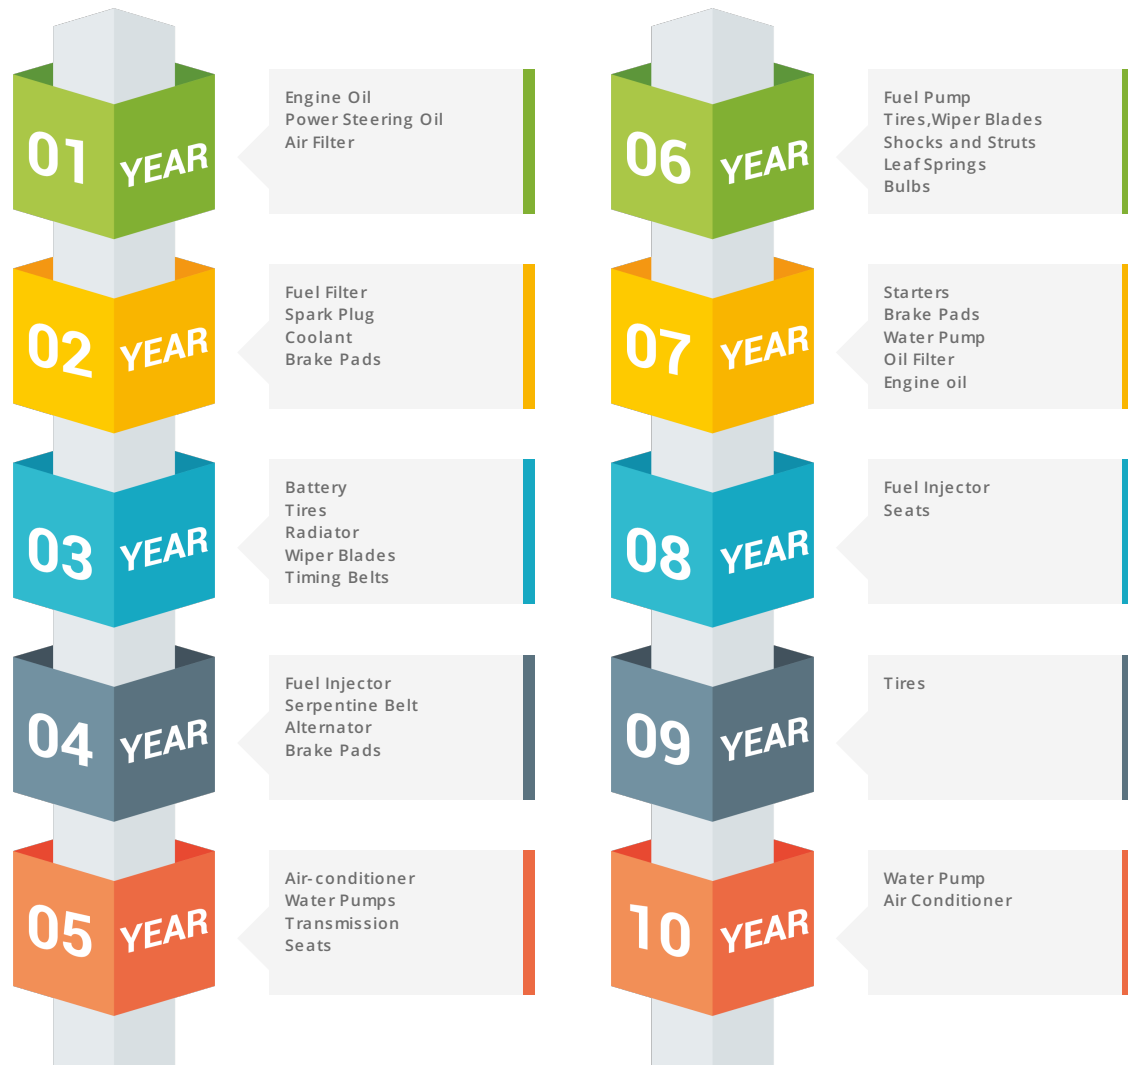 01 YEAR
Engine Oil
Power Steering Oil
Air Filter
02 YEAR
Fuel Filter
Spark Plug
Coolant
Brake Pads
03 YEAR
Battery
Tires
Radiator
Wiper Blades
Timing Belts
04 YEAR
Fuel Injector
Serpentine Belt
Alternator
Brake Pads
05 YEAR
Air-conditioner
Water Pumps
Transmission
Seats
06 YEAR
Fuel Pump
Tires,Wiper Blades
Shocks and Struts
Leaf Springs
Bulbs
07 YEAR
Starters
Brake Pads
Water Pump
Oil Filter
Engine oil
08 YEAR
Fuel Injector
Seats
09 YEAR
Tires
10 YEAR
Water Pump
Air Conditioner